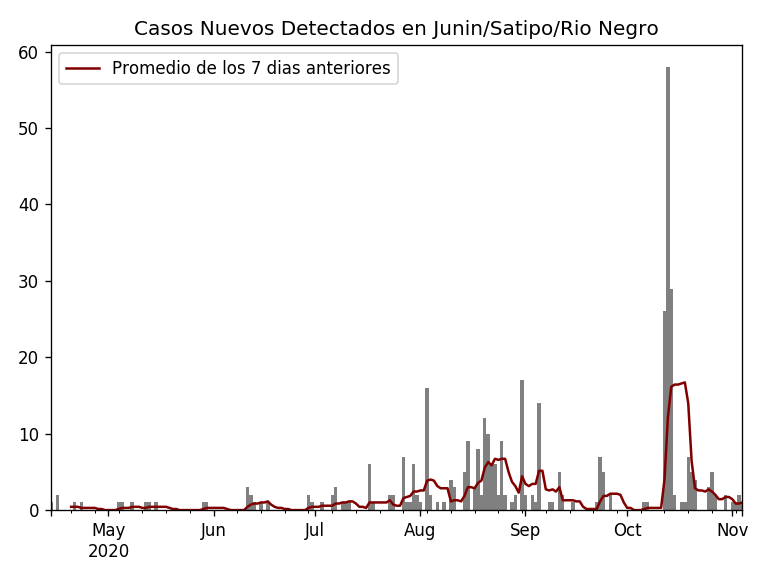 Casos Nuevos Detectados en Junin/Satipo/Rio Negro
Promedio de los 7 dias anteriores
60
50
40
30
20
10
0
May Jun Jul Aug Sep Oct Nov
2020